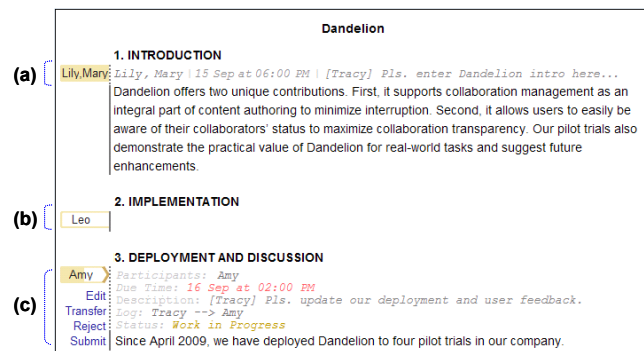 Dandelion
1. INTRODUCTION
(a)
Lily,Mary Lily, Mary | 15 Sep at 06:00 PM | [Tracy] Pls. enter Dandelion intro here...
Dandelion offers two unique contributions. First, it supports collaboration management as an
integral part of content authoring to minimize interruption. Second, it allows users to easily be
aware of their collaborators' status to maximize collaboration transparency. Our pilot trials also
demonstrate the practical value of Dandelion for real-world tasks and suggest future
enhancements.
2. IMPLEMENTATION
(b)
Leo
3. DEPLOYMENT AND DISCUSSION
Amy Participants: Amy
Due Time: 16 Sep at 02:00 PM
Edit Description: [Tracy] Pls. update our deployment and user feedback.
(c)
Transfer Log: Tracy --> Amy
Reject Status: Work in Progress
Submit Since April 2009, we have deployed Dandelion to four pilot trials in our company.